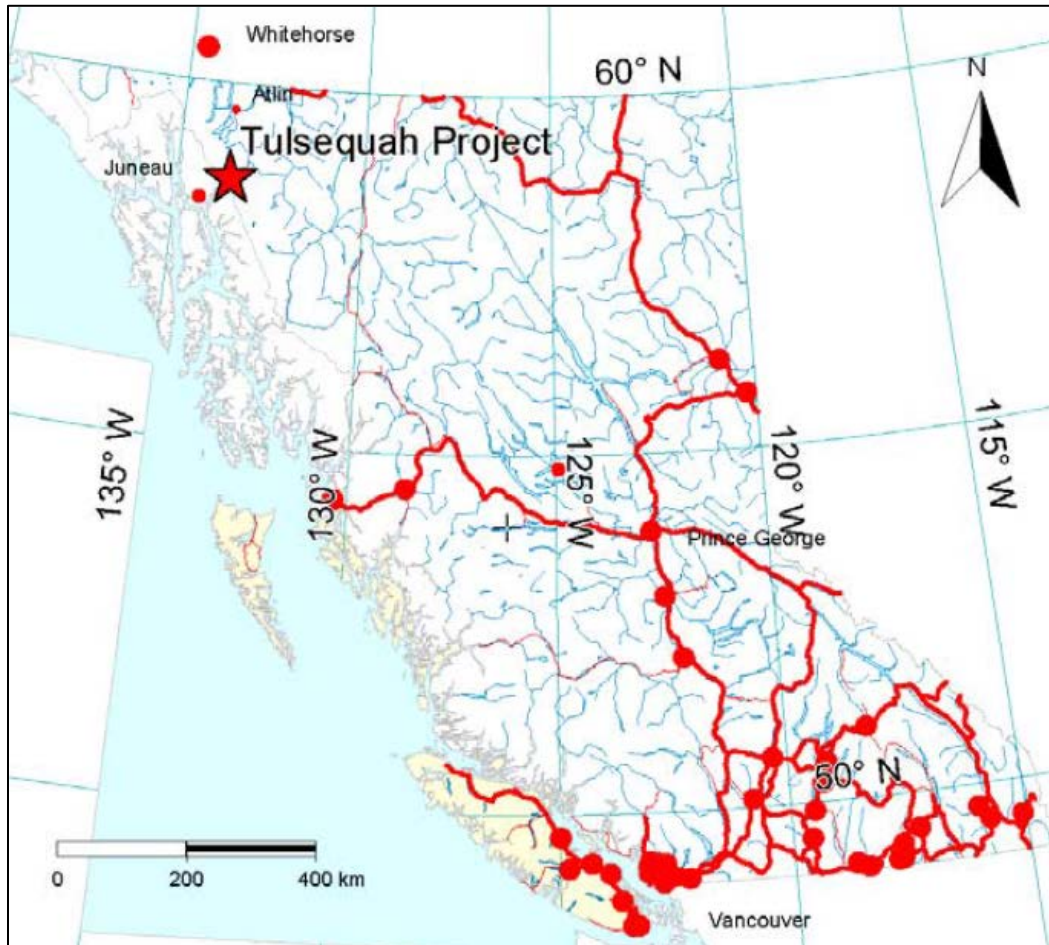 Whitehorse
60° N
N
Atlin
Tulsequah Project
Juneau
135° W
130° W
125° W
120° W
115° W
Prince George
50° N
0 200 400 km
Vancouver